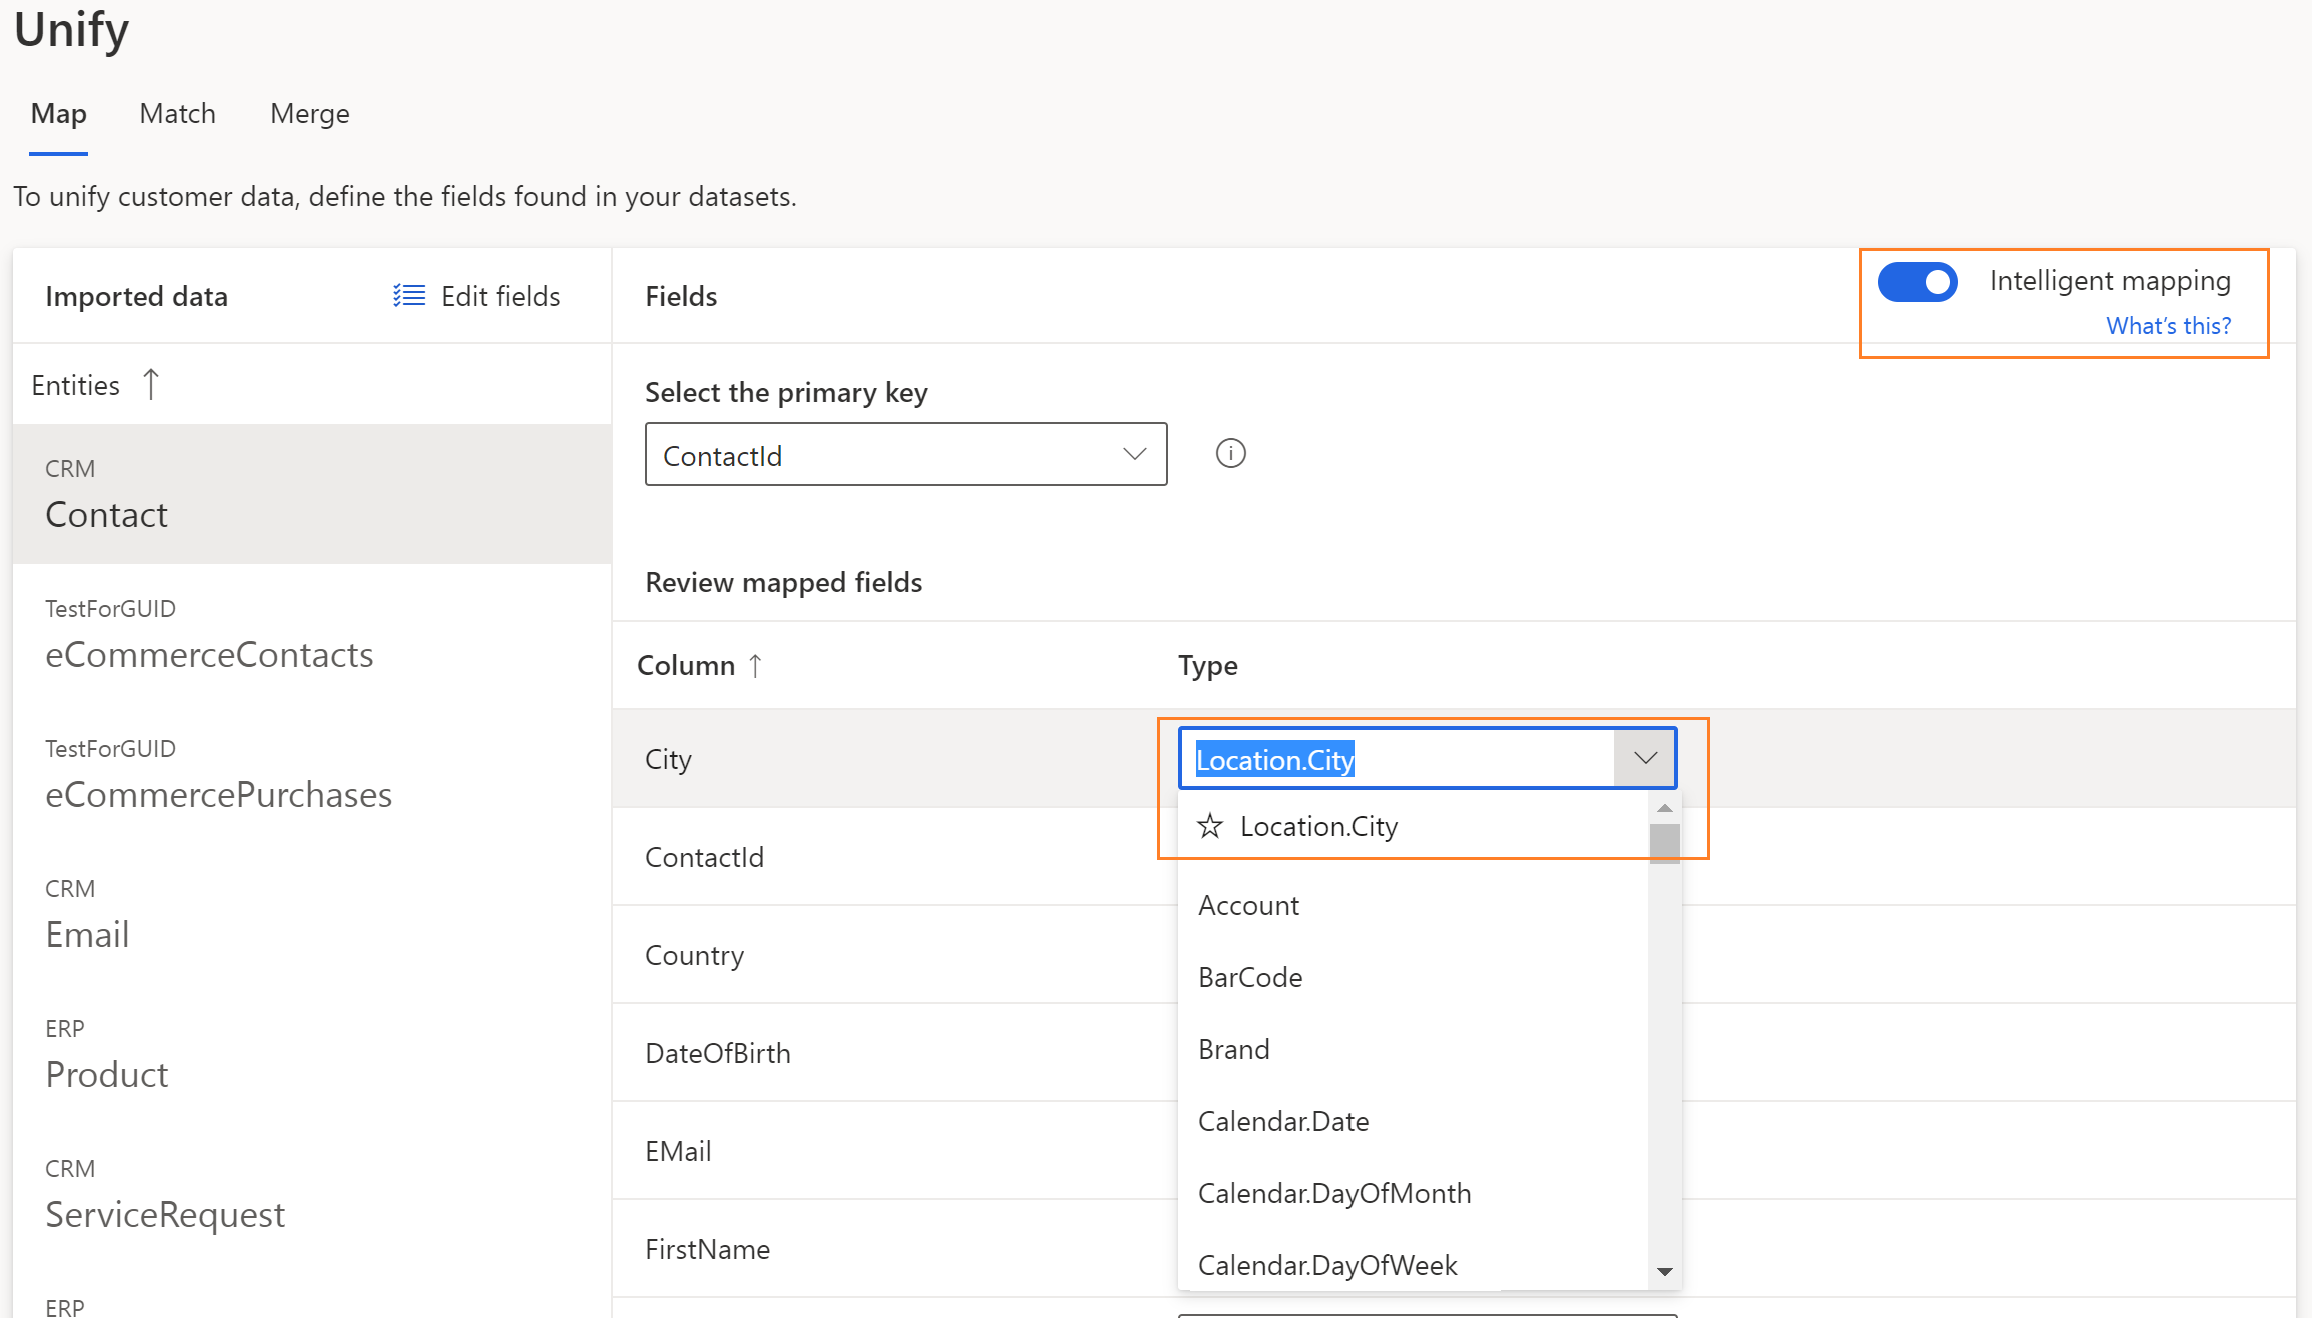 Unify
Map Match Merge
To unify customer data, define the fields found in your datasets.
Imported data Edit fields
Entities ↑
CRM
Contact
TestForGUID
eCommerceContacts
TestForGUID
eCommercePurchases
CRM
Email
ERP
Product
CRM
ServiceRequest
ERP
Fields
Intelligent mapping
What's this?
Select the primary key
ContactId
Review mapped fields
Column ↑ Type
City Location.City
Location.City
ContactId
Account
Country
BarCode
Brand
DateOfBirth
Calendar.Date
EMail
Calendar.DayOfMonth
FirstName
Calendar.DayOfWeek